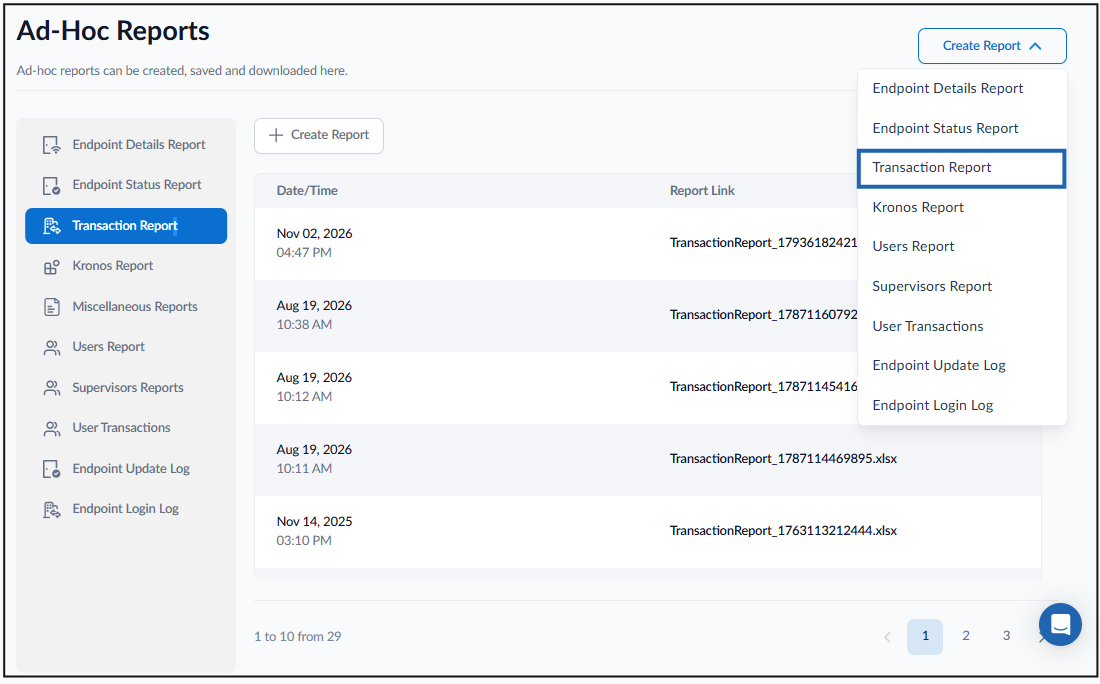 Ad-Hoc Reports
Ad-hoc reports can be created, saved and downloaded here.
Create Report
Endpoint Details Report
Endpoint Status Report
Transaction Report
Kronos Report
Users Report
Supervisors Report
User Transactions
Endpoint Update Log
Endpoint Login Log
Endpoint Details Report
Endpoint Status Report
Transaction Report
Kronos Report
Miscellaneous Reports
Users Report
Supervisors Reports
User Transactions
Endpoint Update Log
Endpoint Login Log
Create Report
Date/Time Report Link
Nov 02, 2026
04:47 PM
TransactionReport_17936182421
Aug 19, 2026
10:38 AM
TransactionReport_17871160792
Aug 19, 2026
10:12 AM
TransactionReport_17871145416
Aug 19, 2026
10:11 AM
TransactionReport_1787114469895.xlsx
Nov 14, 2025
03:10 PM
TransactionReport_1763113212444.xlsx
1 to 10 from 29
1 2 3